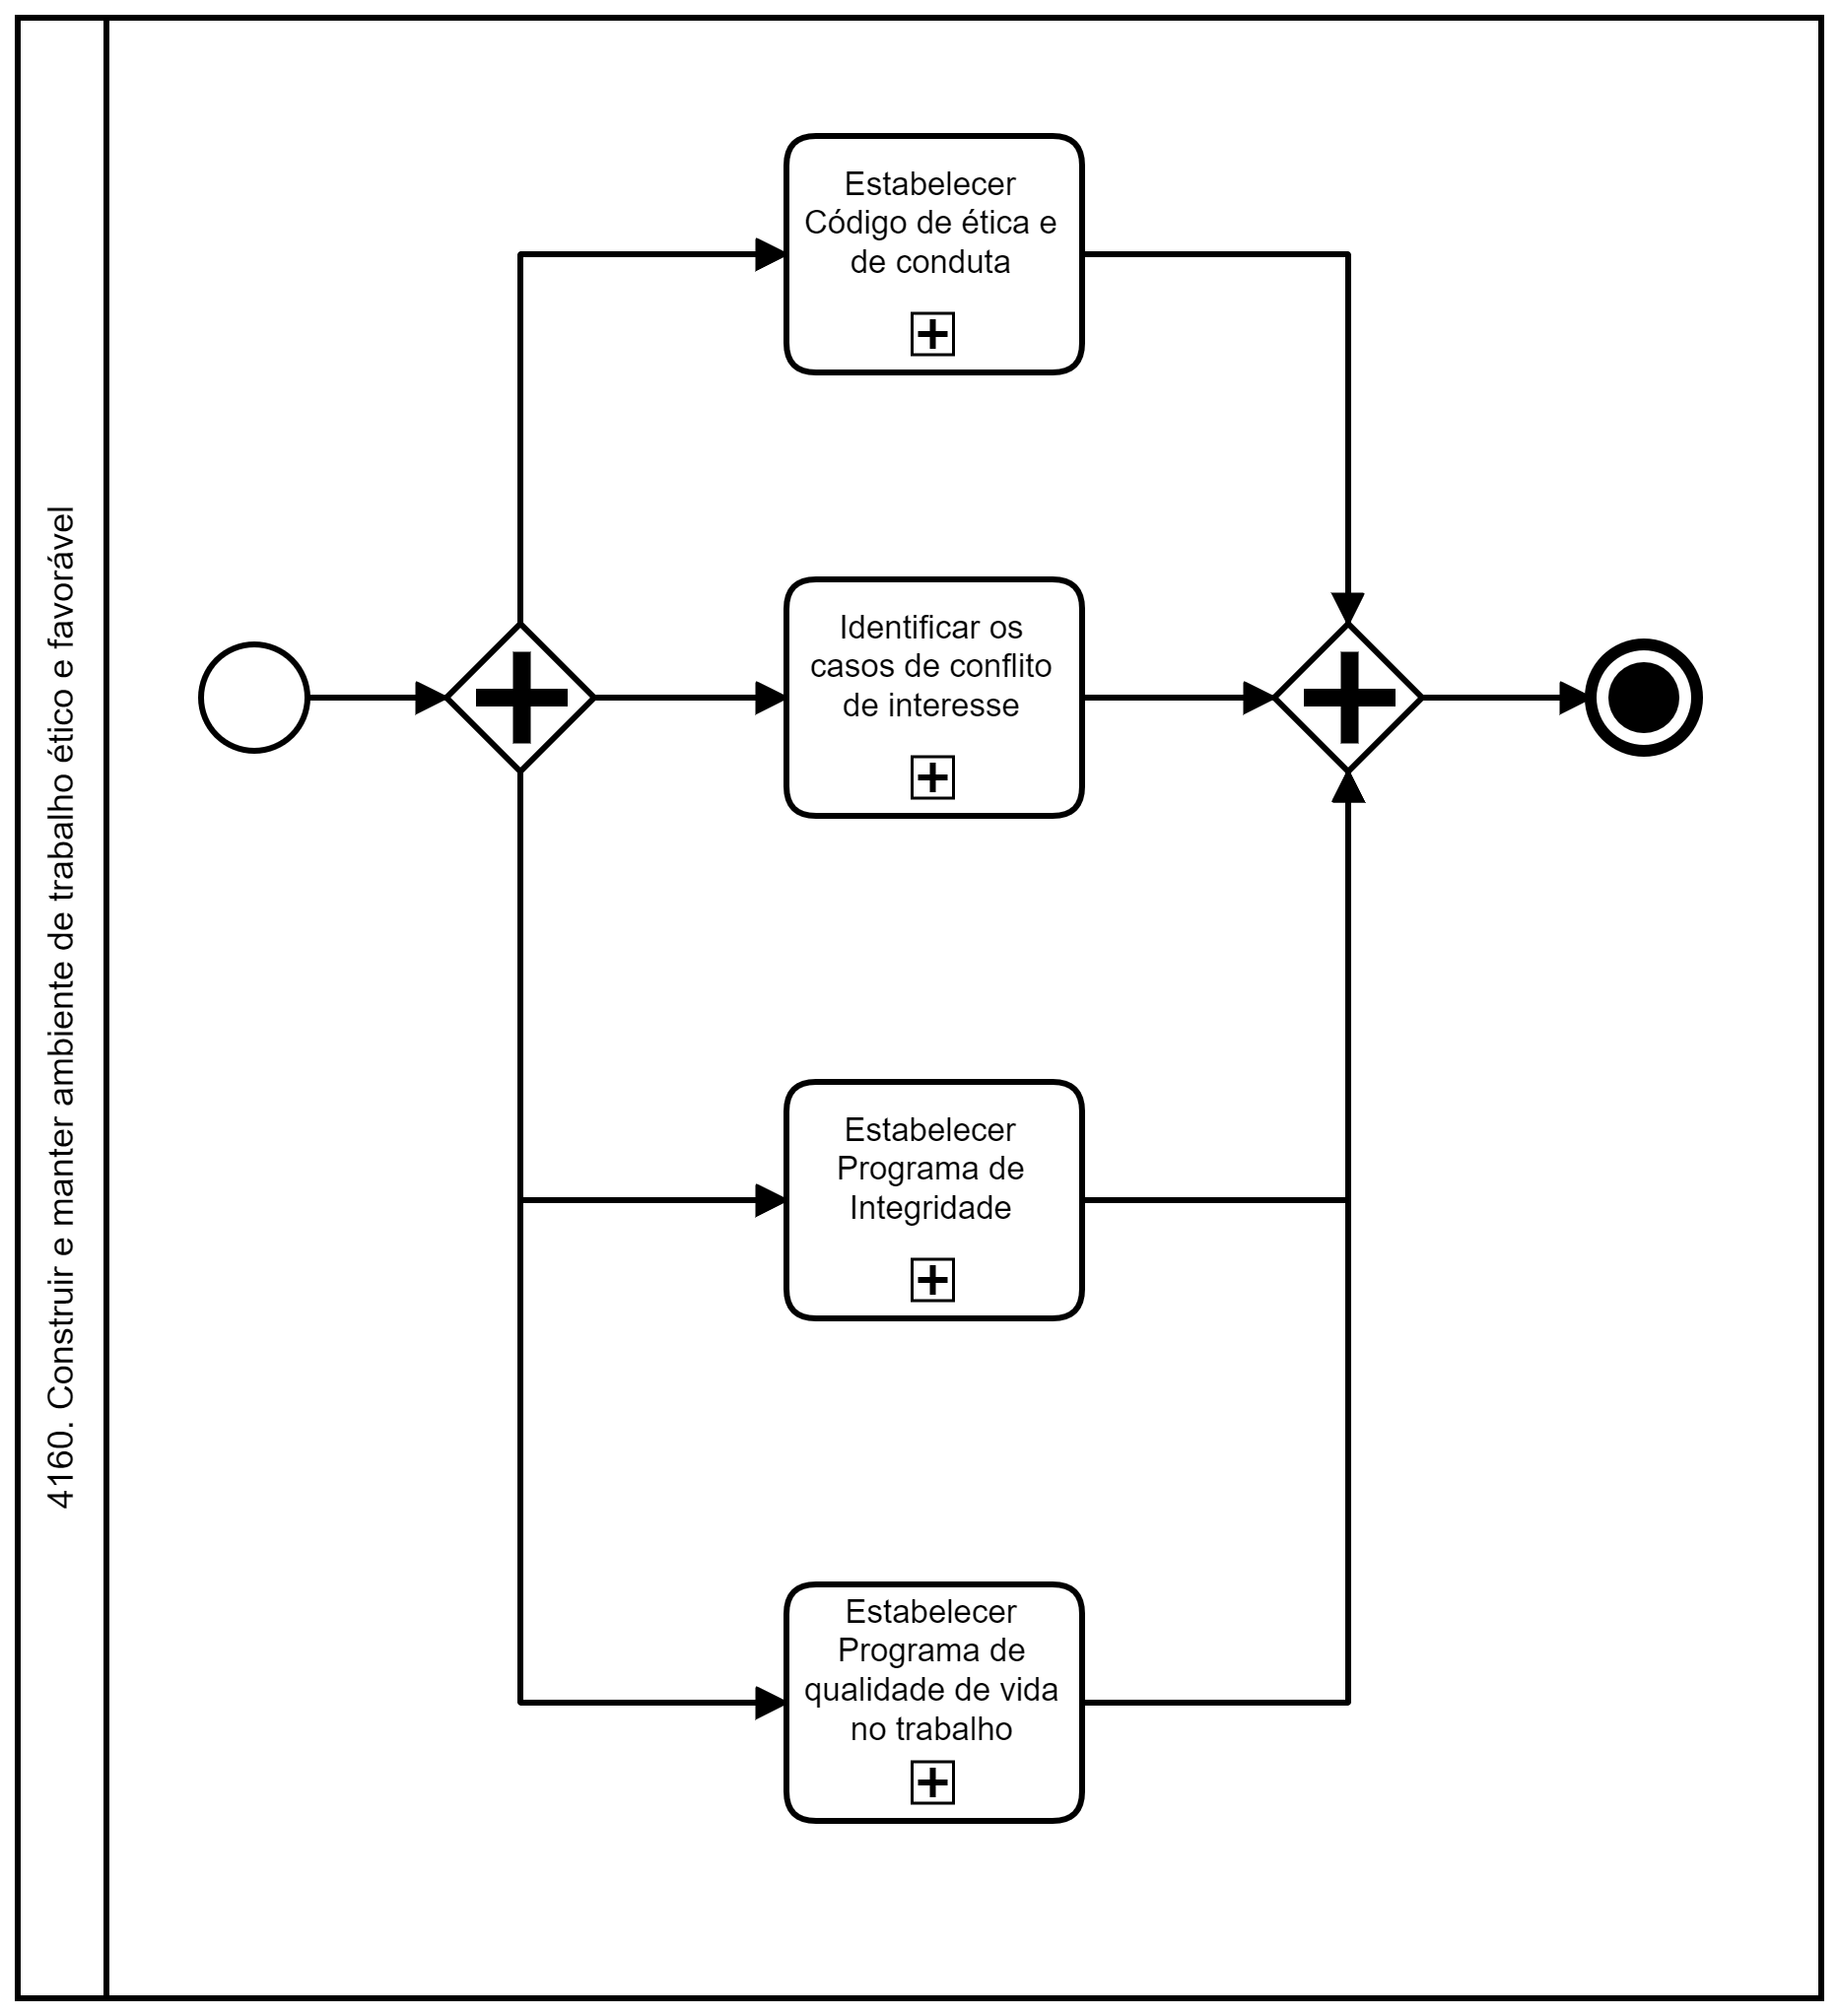 4160. Construir e manter ambiente de trabalho ético e favorável
Estabelecer
Código de ética e
de conduta
Identificar os
casos de conflito
de interesse
Estabelecer
Programa de
Integridade
Estabelecer
Programa de
qualidade de vida
no trabalho